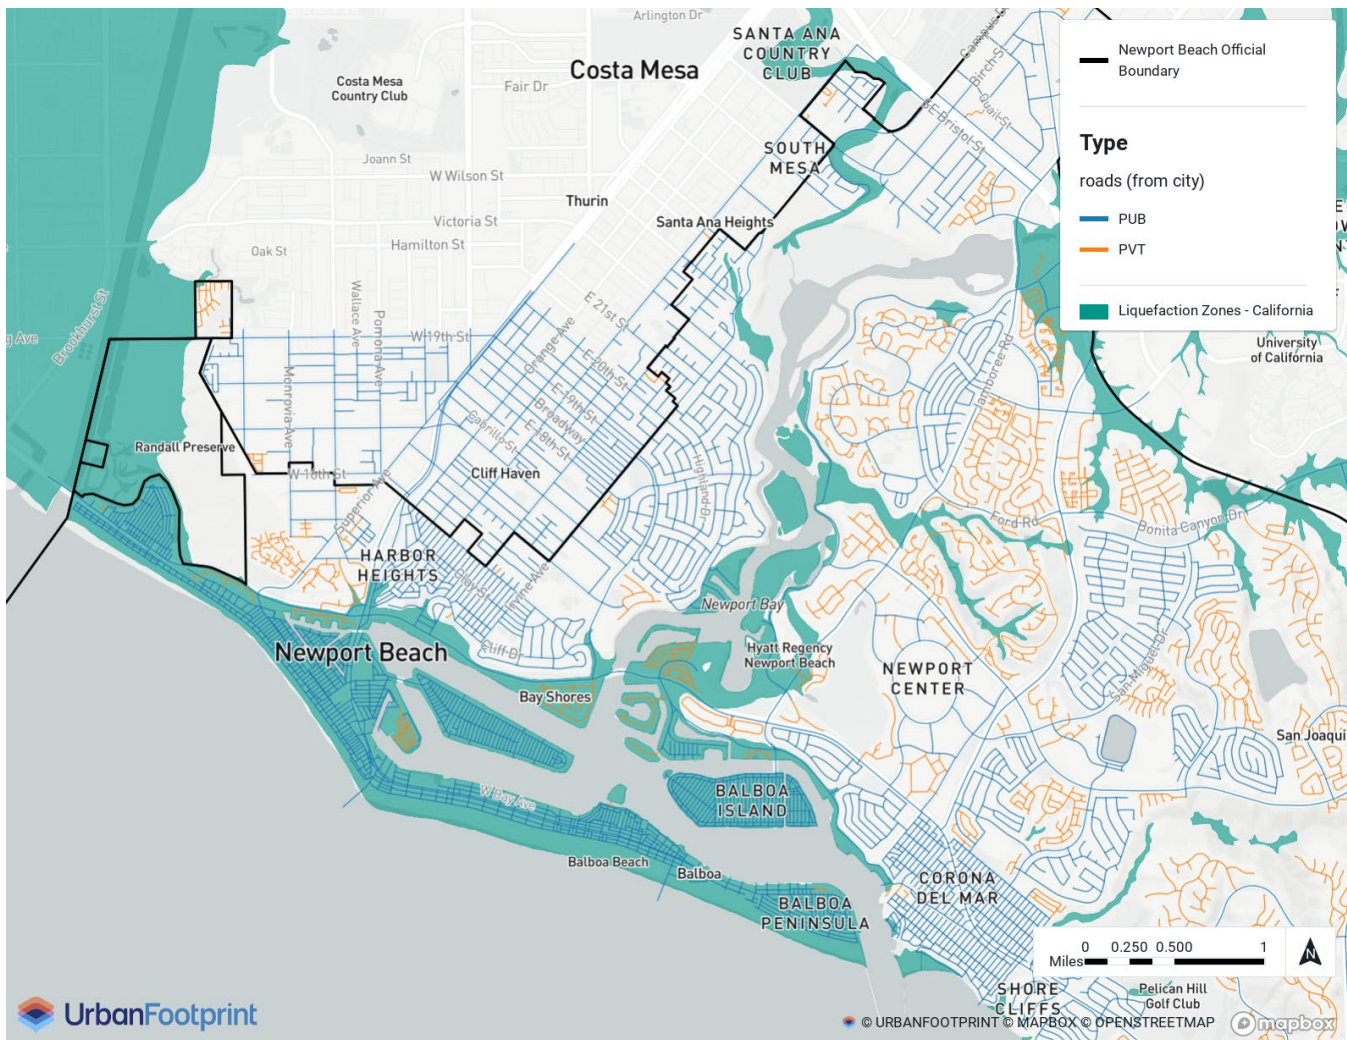 Arlington Dr
SANTA ANA
COUNTRY
CLUB
Costa Mesa
Costa Mesa
Country Club
Fair Dr
Birch St
Quail St
SE Bristol St
Newport Beach Official
Boundary
Type
roads (from city)
PUB
PVT
Liquefaction Zones - California
Joann St
W Wilson St
SOUTH
MESA
Thurin
Victoria St
Santa Ana Heights
Hamilton St
Oak St
Brookhurst St
Wallace Ave
Pomona Ave
Monrovia Ave
E 21st St
Orange Ave
W 19th St
g Ave
E 20th St
E 19th St
Broadway
E 18th St
Cabrillo St
Jamboree Rd
University
of California
Randall Preserve
W 16th St
Superior Ave
Cliff Haven
Highland Dr
Ford Rd
Bonita Canyon Dr
HARBOR
HEIGHTS
Clay St
Irvine Ave
Cliff Dr
Newport Bay
Newport Beach
Hyatt Regency
Newport Beach
NEWPORT
CENTER
San Miguel Dr
Bay Shores
San Joaqui
W Bay Ave
BALBOA
ISLAND
Balboa Beach
Balboa
BALBOA
PENINSULA
CORONA
DEL MAR
0 0.250 0.500 1
Miles
N
SHORE
CLIFFS
Pelican Hill
Golf Club
UrbanFootprint
© URBANFOOTPRINT © MAPBOX © OPENSTREETMAP
mapbox